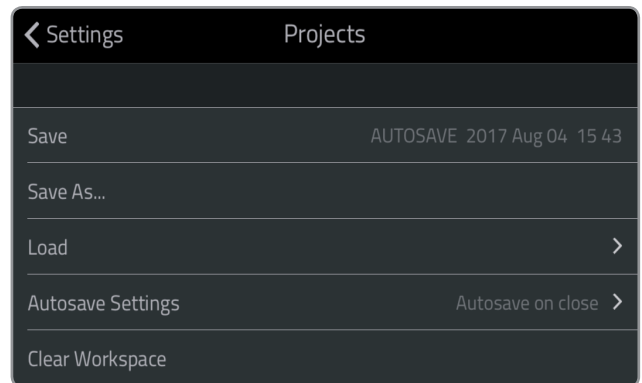 Settings
Projects
Save
AUTOSAVE 2017 Aug 04 15 43
Save As...
Load
Autosave Settings
Autosave on close
Clear Workspace